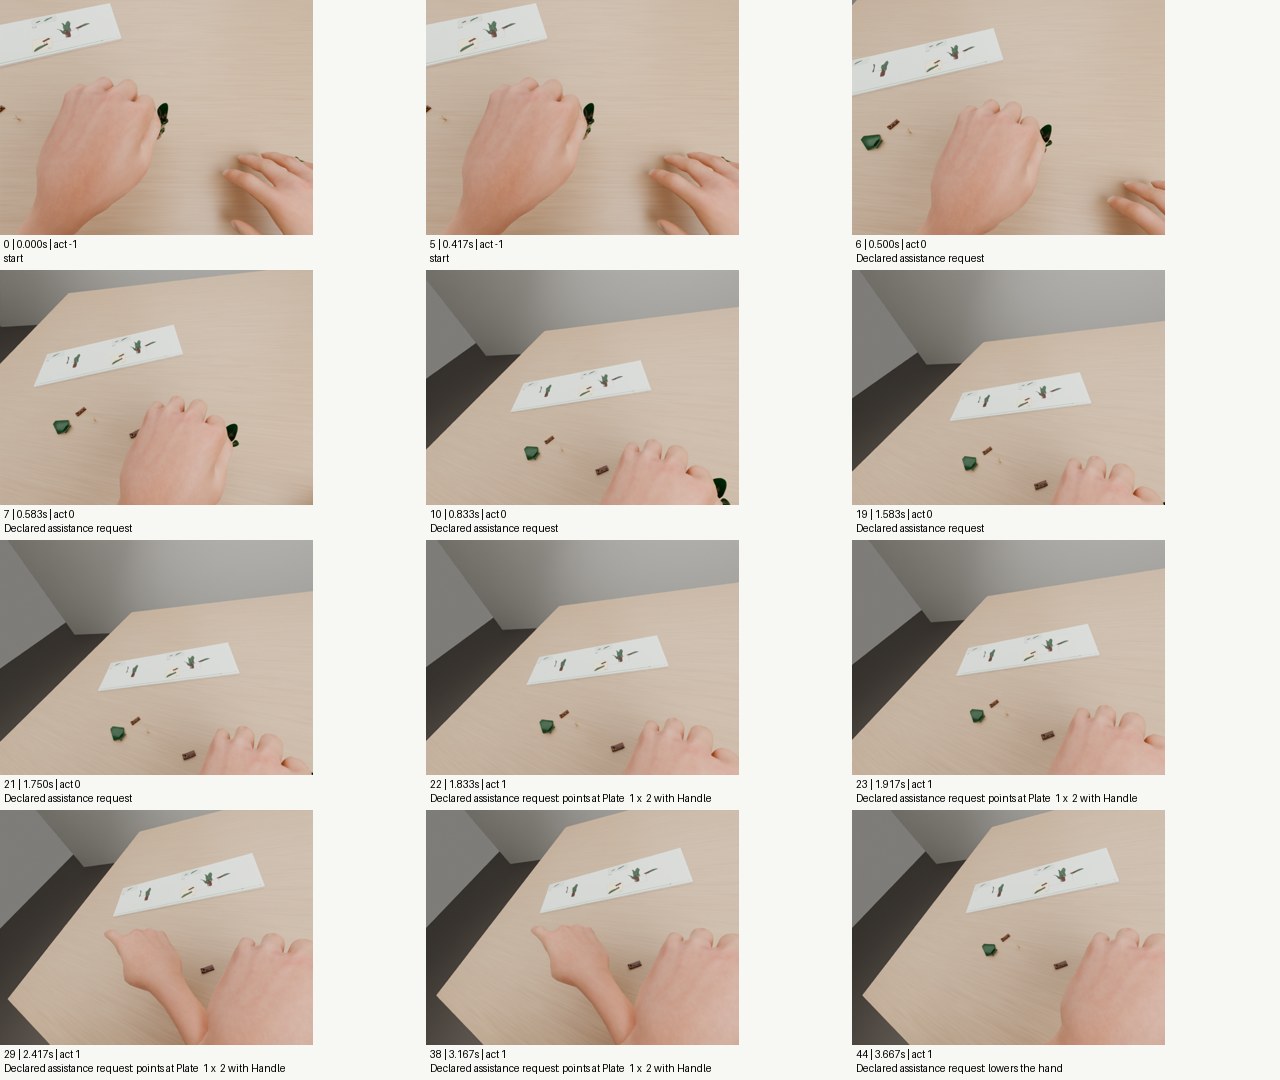 0 | 0.000s | act -1
start
5 | 0.417s | act -1
start
6 | 0.500s | act 0
Declared assistance request
7 | 0.583s | act 0
Declared assistance request
10 | 0.833s | act 0
Declared assistance request
19 | 1.583s | act 0
Declared assistance request
21 | 1.750s | act 0
Declared assistance request
22 | 1.833s | act 1
Declared assistance request: points at Plate 1 x 2 with Handle
23 | 1.917s | act 1
Declared assistance request: points at Plate 1 x 2 with Handle
29 | 2.417s | act 1
Declared assistance request: points at Plate 1 x 2 with Handle
38 | 3.167s | act 1
Declared assistance request: points at Plate 1 x 2 with Handle
44 | 3.667s | act 1
Declared assistance request: lowers the hand